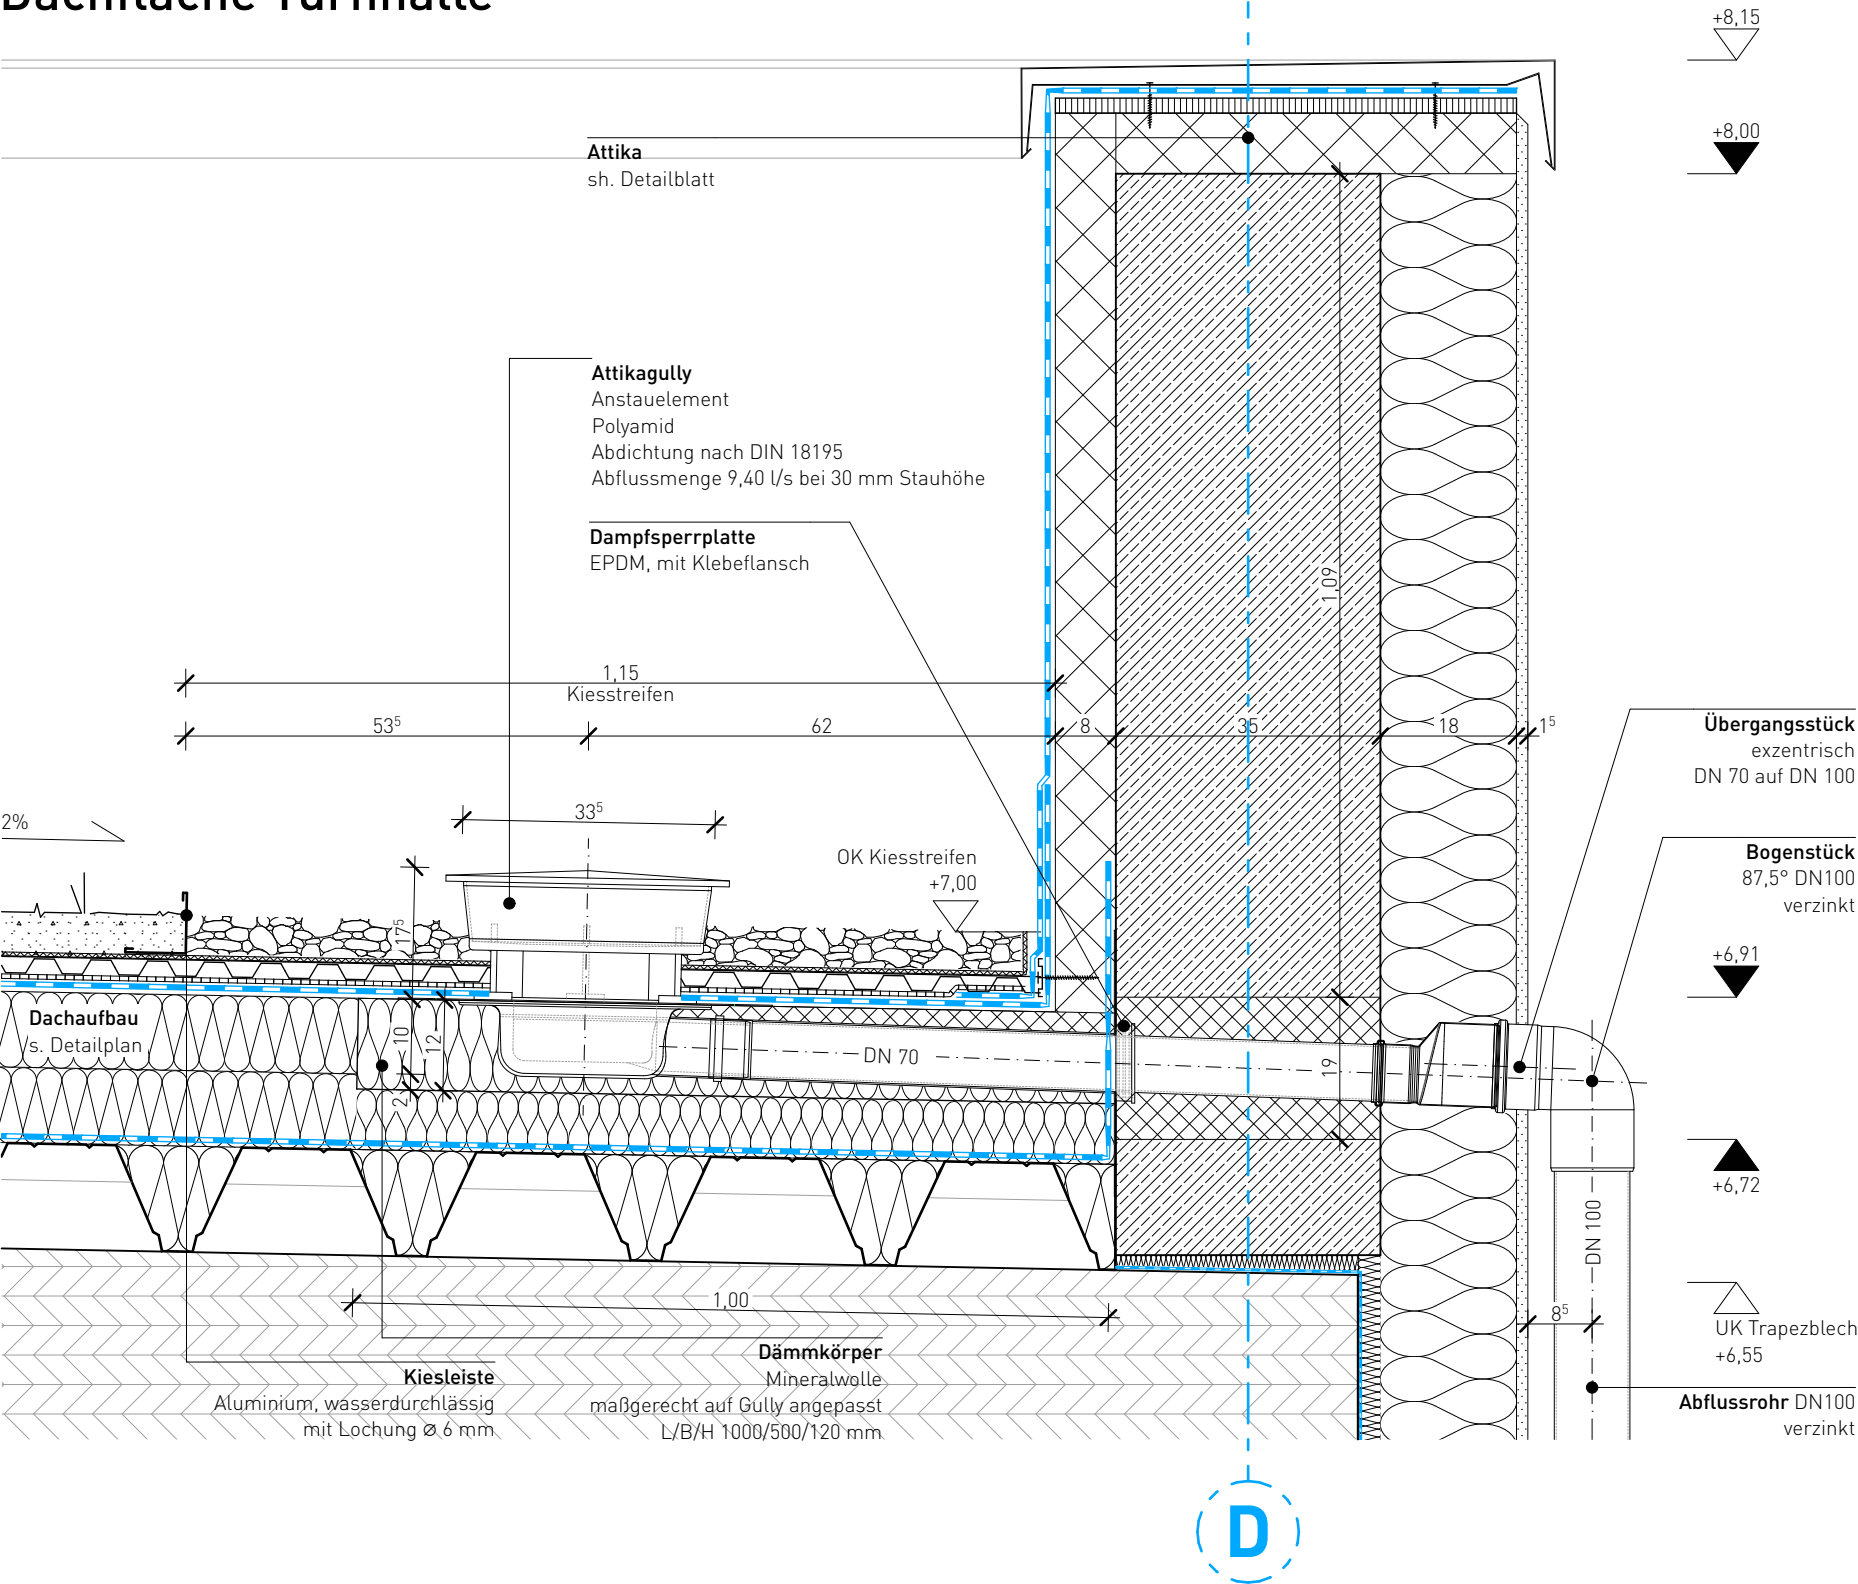 Dachfläche Turnhalle
+8,15
+8,00
Attika
sh. Detailblatt
Attikagully
Anstauelement
Polyamid
Abdichtung nach DIN 18195
Abflussmenge 9,40 l/s bei 30 mm Stauhöhe
Dampfsperrplatte
EPDM, mit Klebeflansch
1,09
1,15
Kiesstreifen
53⁵
62
8
35
18
1⁵
Übergangsstück
exzentrisch
DN 70 auf DN 100
2%
33⁵
OK Kiesstreifen
+7,00
Bogenstück
87,5° DN100
verzinkt
17⁵
+6,91
Dachaufbau
s. Detailplan
10
12
2
DN 70
19
+6,72
DN 100
1,00
8⁵
UK Trapezblech
+6,55
Kiesleiste
Aluminium, wasserdurchlässig
mit Lochung ⌀ 6 mm
Dämmkörper
Mineralwolle
maßgerecht auf Gully angepasst
L/B/H 1000/500/120 mm
Abflussrohr DN100
verzinkt
D